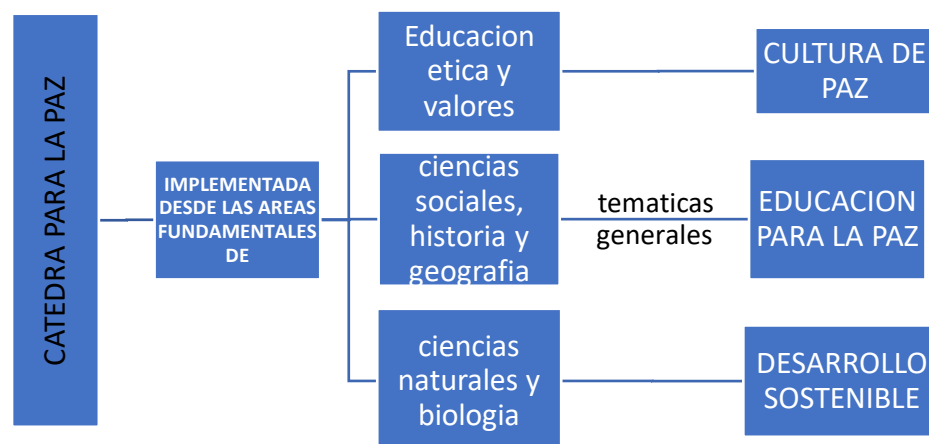 CATEDRA PARA LA PAZ
IMPLEMENTADA
DESDE LAS AREAS
FUNDAMENTALES
DE
Educacion
etica y
valores
CULTURA DE
PAZ
ciencias
sociales,
historia y
geografia
tematicas
generales
EDUCACION
PARA LA PAZ
ciencias
naturales y
biologia
DESARROLLO
SOSTENIBLE